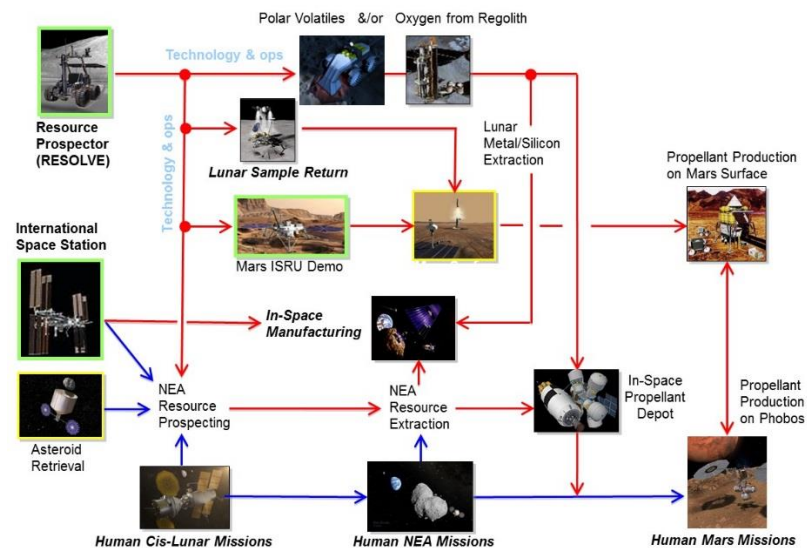 Polar Volatiles &/or Oxygen from Regolith
Technology & ops
Resource
Prospector
(RESOLVE)
Technology & ops
Lunar Sample Return
Lunar
Metal/Silicon
Extraction
Propellant Production
on Mars Surface
International
Space Station
Mars ISRU Demo
In-Space
Manufacturing
NEA
Resource
Prospecting
NEA
Resource
Extraction
In-Space
Propellant
Depot
Propellant
Production
on Phobos
Asteroid
Retrieval
Human Cis-Lunar Missions
Human NEA Missions
Human Mars Missions